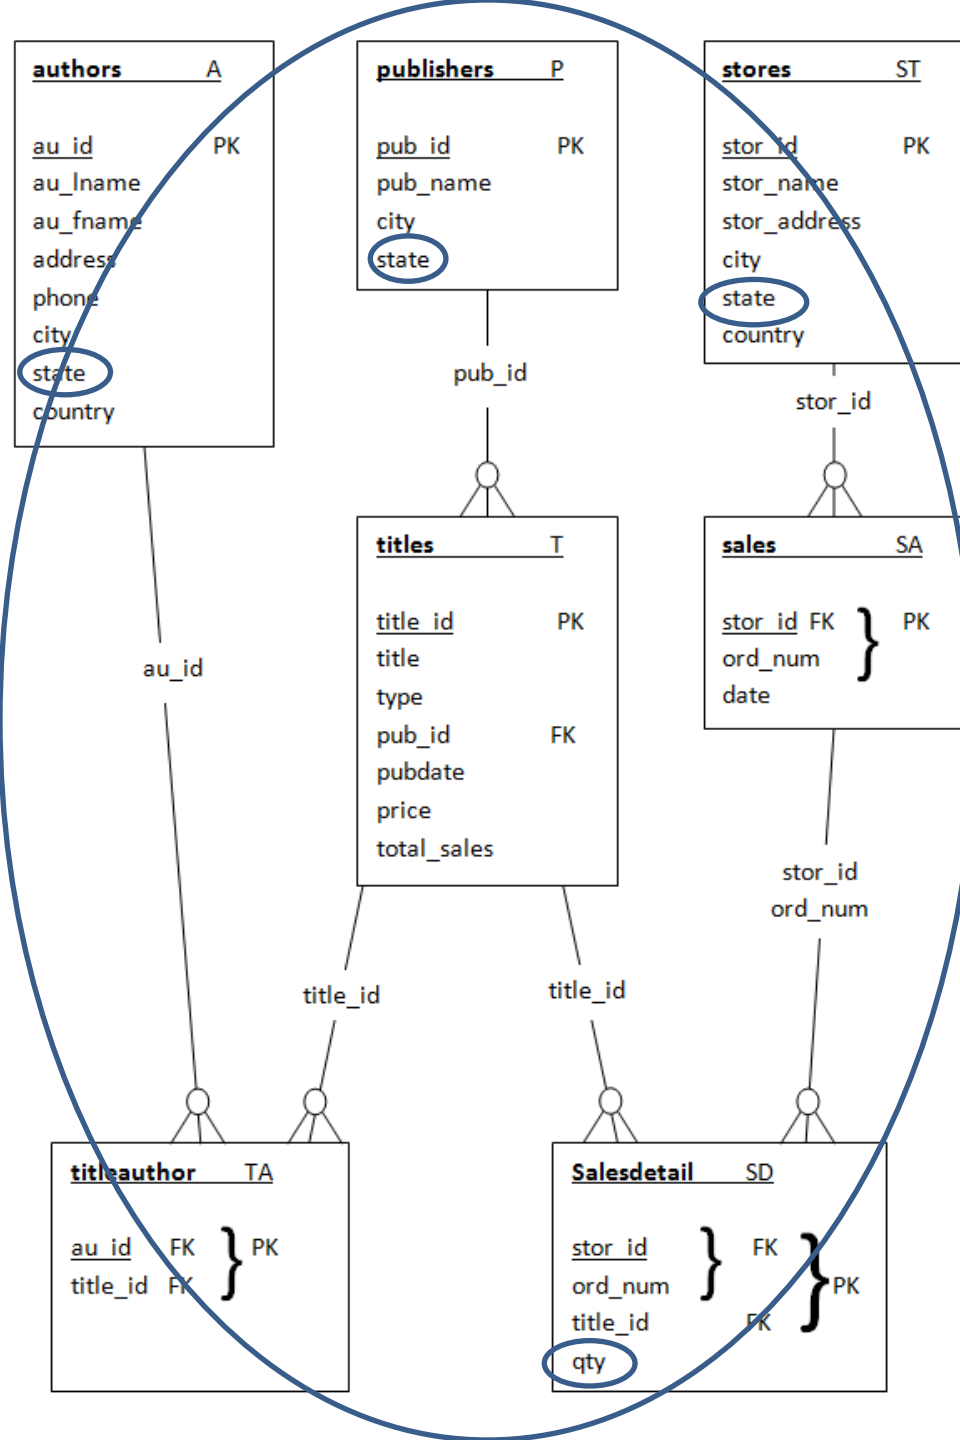 authors A
au_id PK
au_lname
au_fname
address
phone
city
state
country
publishers P
pub_id PK
pub_name
city
state
stores ST
stor_id PK
stor_name
stor_address
city
state
country
pub_id
stor_id
titles T
title_id PK
title
type
pub_id FK
pubdate
price
total_sales
sales SA
stor_id FK } PK
ord_num
date
au_id
stor_id
ord_num
title_id
title_id
titleauthor TA
au_id FK } PK
title_id FK
Salesdetail SD
stor_id } FK
ord_num } PK
title_id FK
qty